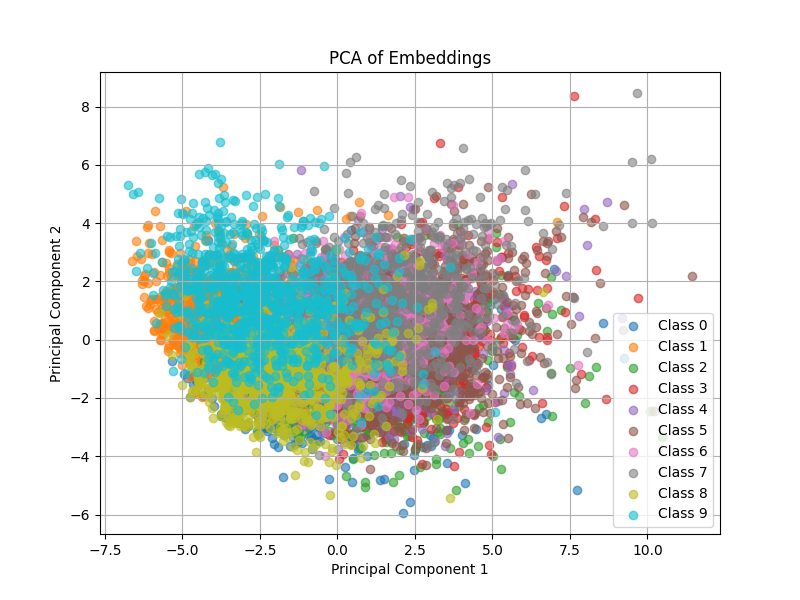 PCA of Embeddings
Principal Component 2
8
6
4
2
0
−2
−4
−6
−7.5 −5.0 −2.5 0.0 2.5 5.0 7.5 10.0
Principal Component 1
Class 0
Class 1
Class 2
Class 3
Class 4
Class 5
Class 6
Class 7
Class 8
Class 9